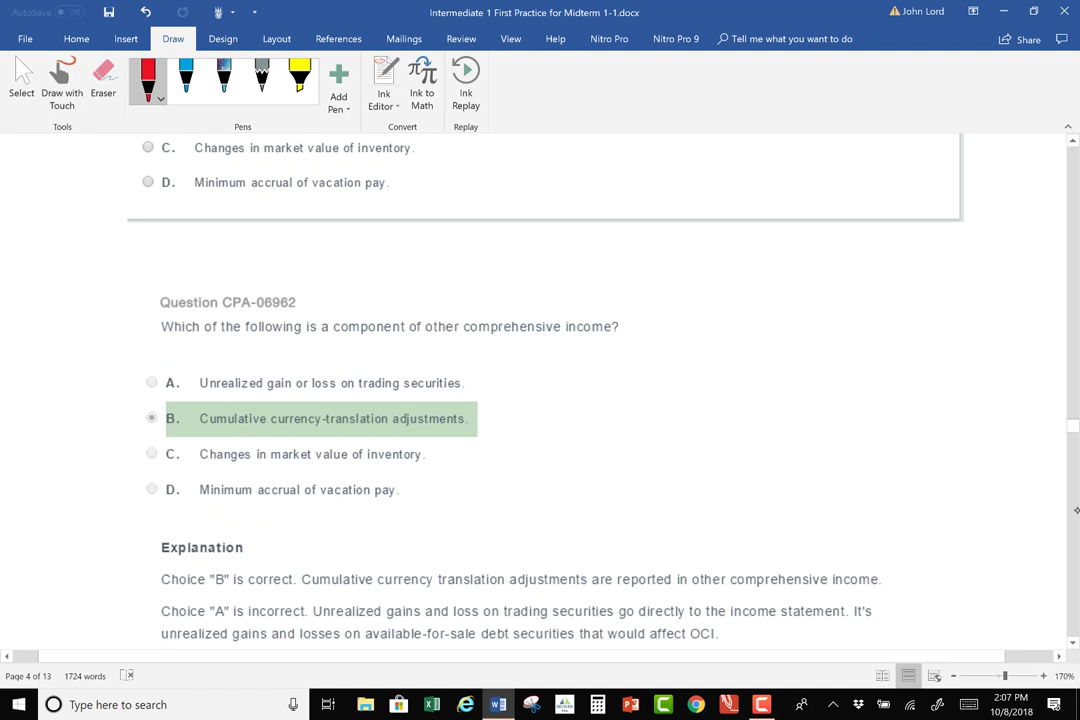 AutoSave Off
Intermediate 1 First Practice for Midterm 1-1.docx
John Lord
File Home Insert Draw Design Layout References Mailings Review View Help Nitro Pro Nitro Pro 9 Tell me what you want to do Share
Select
Draw with Touch
Eraser
Add Pen
Ink Editor
Ink to Math
Ink Replay
Tools Pens Convert Replay
C. Changes in market value of inventory.
D. Minimum accrual of vacation pay.
Question CPA-06962
Which of the following is a component of other comprehensive income?
A. Unrealized gain or loss on trading securities.
B. Cumulative currency-translation adjustments.
C. Changes in market value of inventory.
D. Minimum accrual of vacation pay.
Explanation
Choice "B" is correct. Cumulative currency translation adjustments are reported in other comprehensive income.
Choice "A" is incorrect. Unrealized gains and loss on trading securities go directly to the income statement. It's
unrealized gains and losses on available-for-sale debt securities that would affect OCI.
Page 4 of 13 1724 words 170%
Type here to search
2:07 PM
10/8/2018